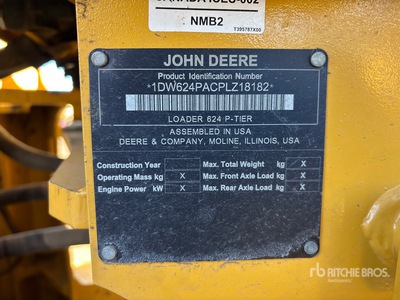 NMB2
T395787X00
JOHN DEERE
Product Identification Number
*1DW624PACPLZ18182*
LOADER 624 P-TIER
ASSEMBLED IN USA
DEERE & COMPANY, MOLINE, ILLINOIS, USA
Construction Year
Max. Total Weight kg X
Operating Mass kg X
Max. Front Axle Load kg X
Engine Power kW X
Max. Rear Axle Load kg X
rb RITCHIE BROS.